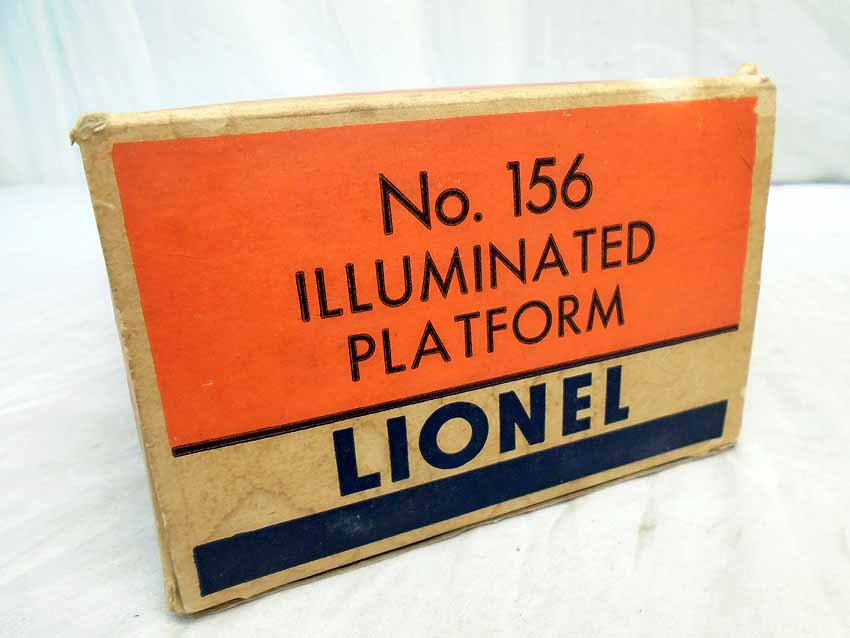 No. 156
ILLUMINATED
PLATFORM
LIONEL